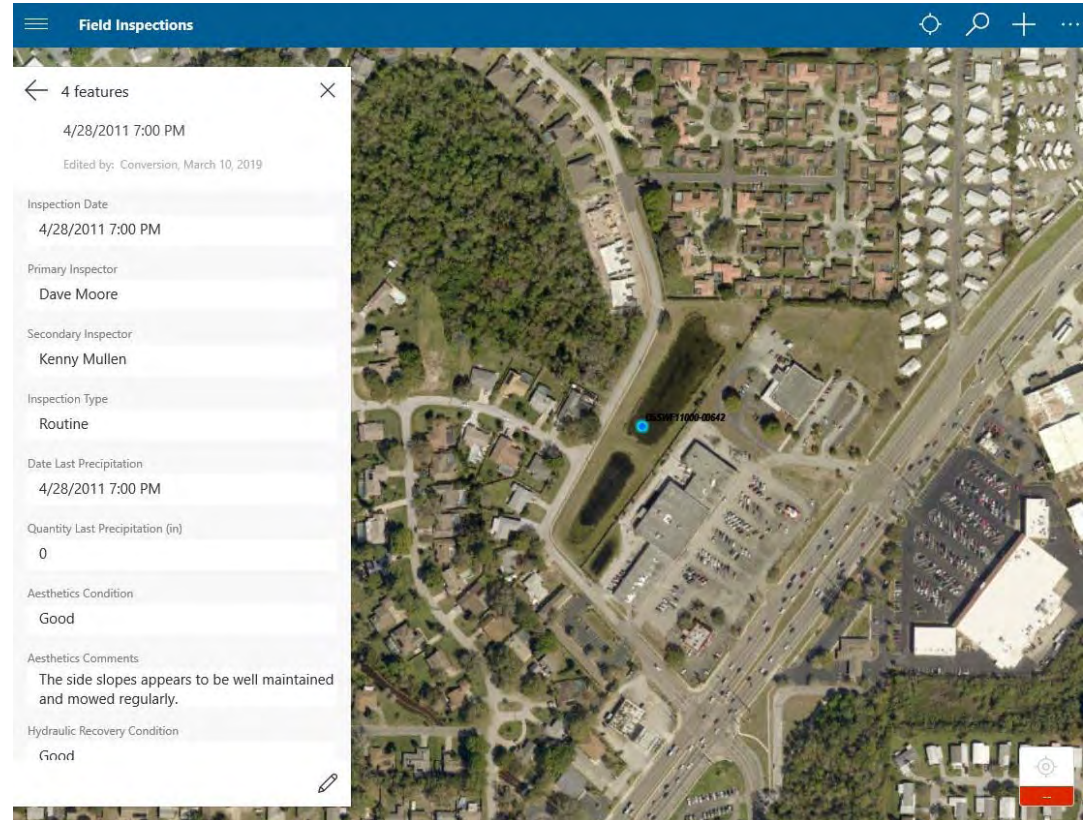 Field Inspections
4 features
4/28/2011 7:00 PM
Edited by: Conversion, March 10, 2019
Inspection Date
4/28/2011 7:00 PM
Primary Inspector
Dave Moore
Secondary Inspector
Kenny Mullen
Inspection Type
Routine
Date Last Precipitation
4/28/2011 7:00 PM
Quantity Last Precipitation (in)
0
Aesthetics Condition
Good
Aesthetics Comments
The side slopes appears to be well maintained
and mowed regularly.
Hydraulic Recovery Condition
Good